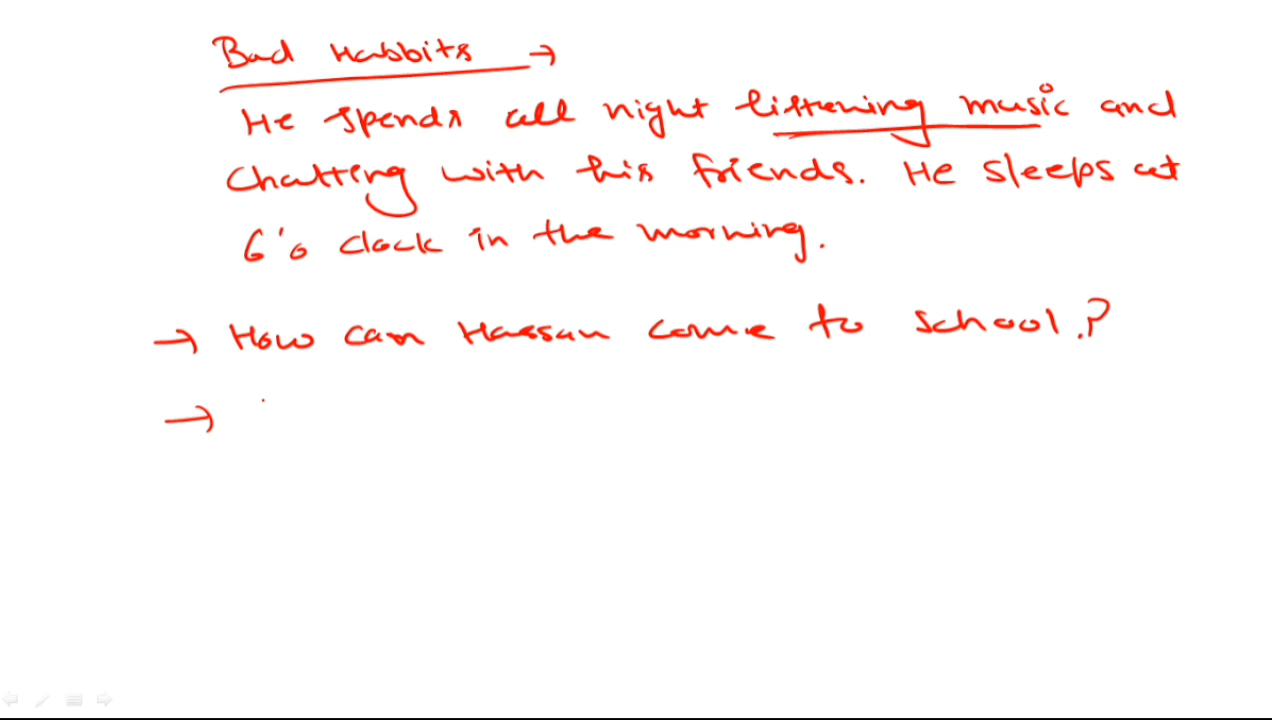 Bad Habbits →
He spends all night listening music and
chatting with his friends. He sleeps at
6'o clock in the morning.
→ How can Hassan come to school.?
→